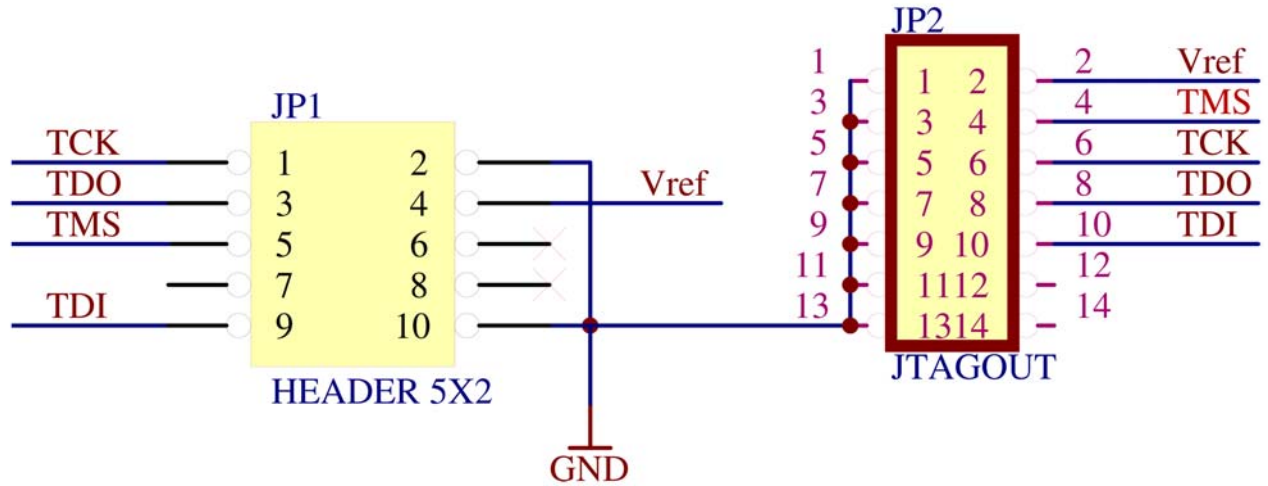 JP1
TCK
TDO
TMS
TDI
1 2
3 4
5 6
7 8
9 10
HEADER 5X2
Vref
GND
JP2
1 1 2 2 Vref
3 3 4 4 TMS
5 5 6 6 TCK
7 7 8 8 TDO
9 9 10 10 TDI
11 11 12 12
13 13 14 14
JTAGOUT